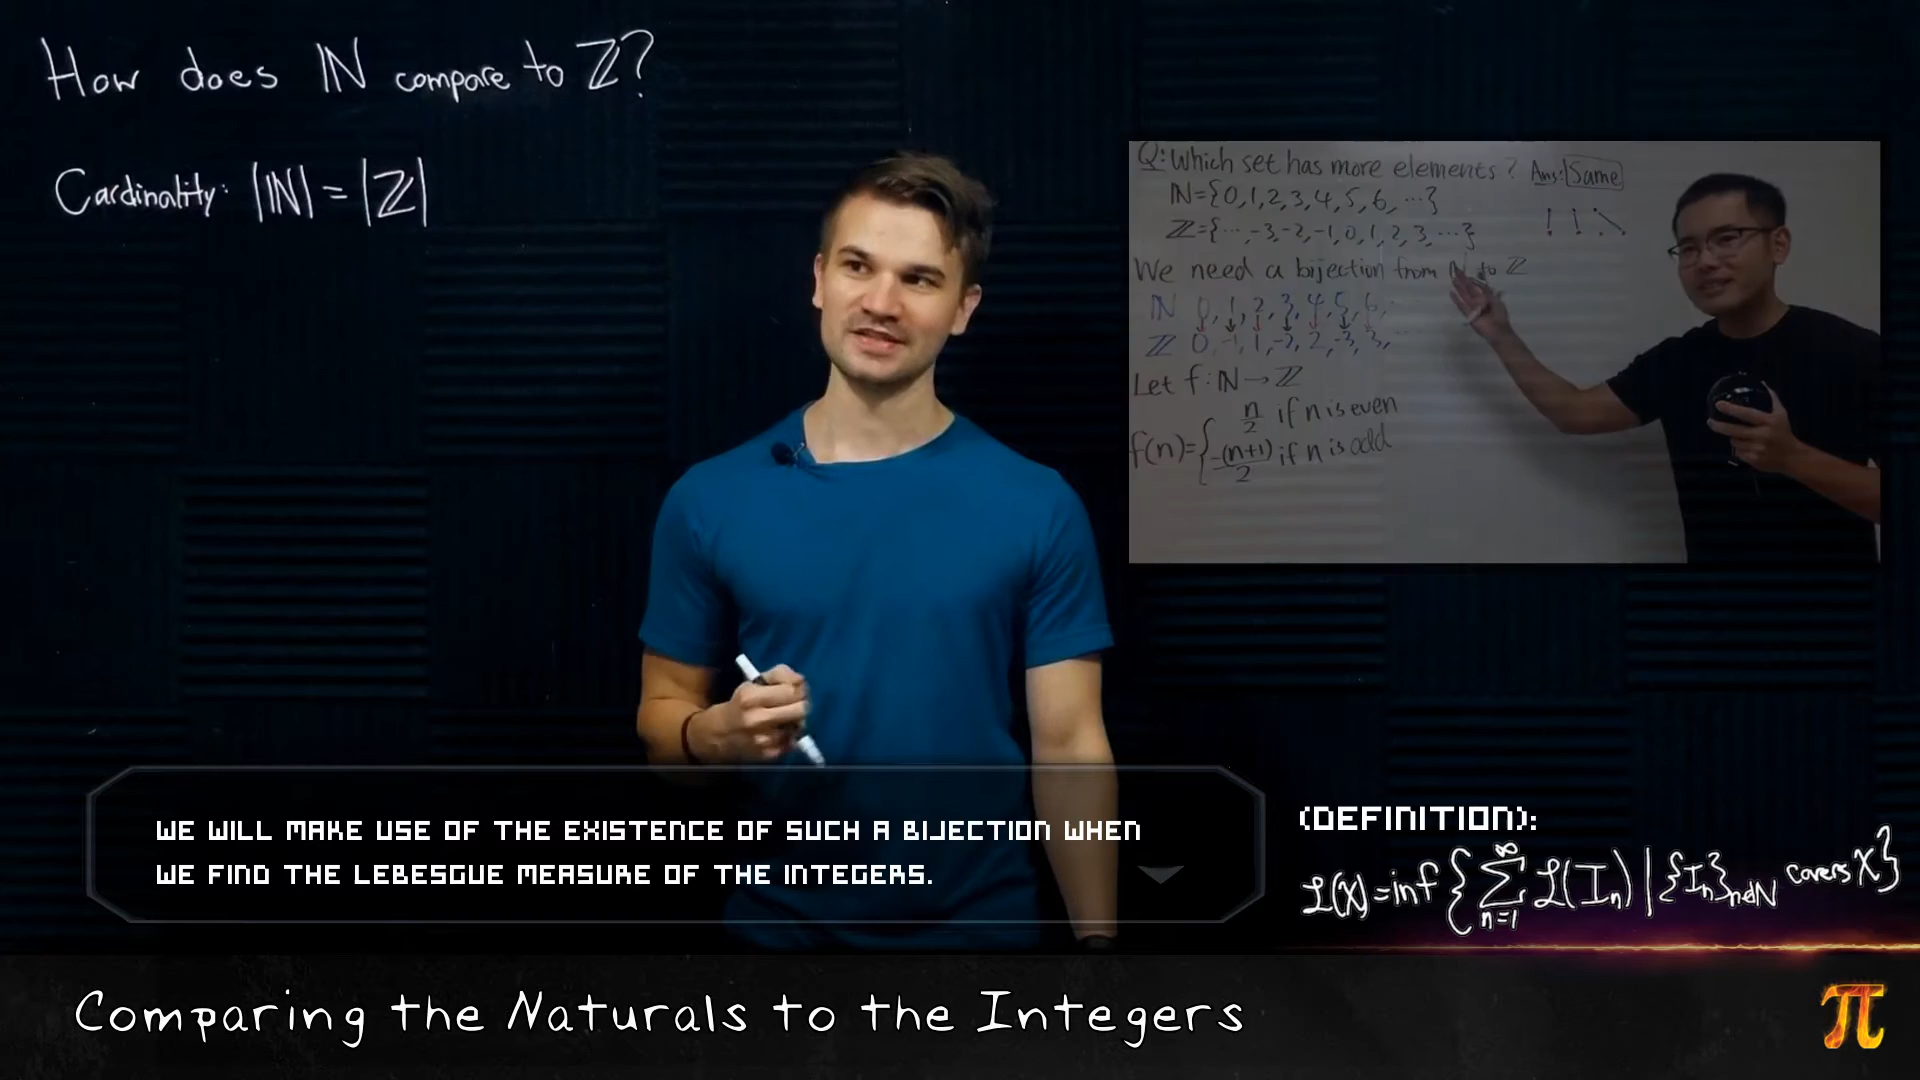 How does ℕ compare to ℤ?
Cardinality: |ℕ| = |ℤ|
Q: Which set has more elements? Ans: Same
ℕ={0,1,2,3,4,5,6,⋯}
ℤ={⋯,-3,-2,-1,0,1,2,3,⋯}
We need a bijection from ℕ to ℤ
ℕ 0, 1, 2, 3, 4, 5, 6, ⋯
↓ ↓ ↓ ↓ ↓ ↓ ↓
ℤ 0, -1, 1, -2, 2, -3, 3, ⋯
Let f: ℕ → ℤ
f(n)={ n/2 if n is even
-(n+1)/2 if n is odd
WE WILL MAKE USE OF THE EXISTENCE OF SUCH A BIJECTION WHEN
WE FIND THE LEBESGUE MEASURE OF THE INTEGERS.
(DEFINITION):
ℒ(X)=inf{∑_{n=1}^{∞} ℒ(I_n) | {I_n}_{n∈ℕ} covers X}
Comparing the Naturals to the Integers
π